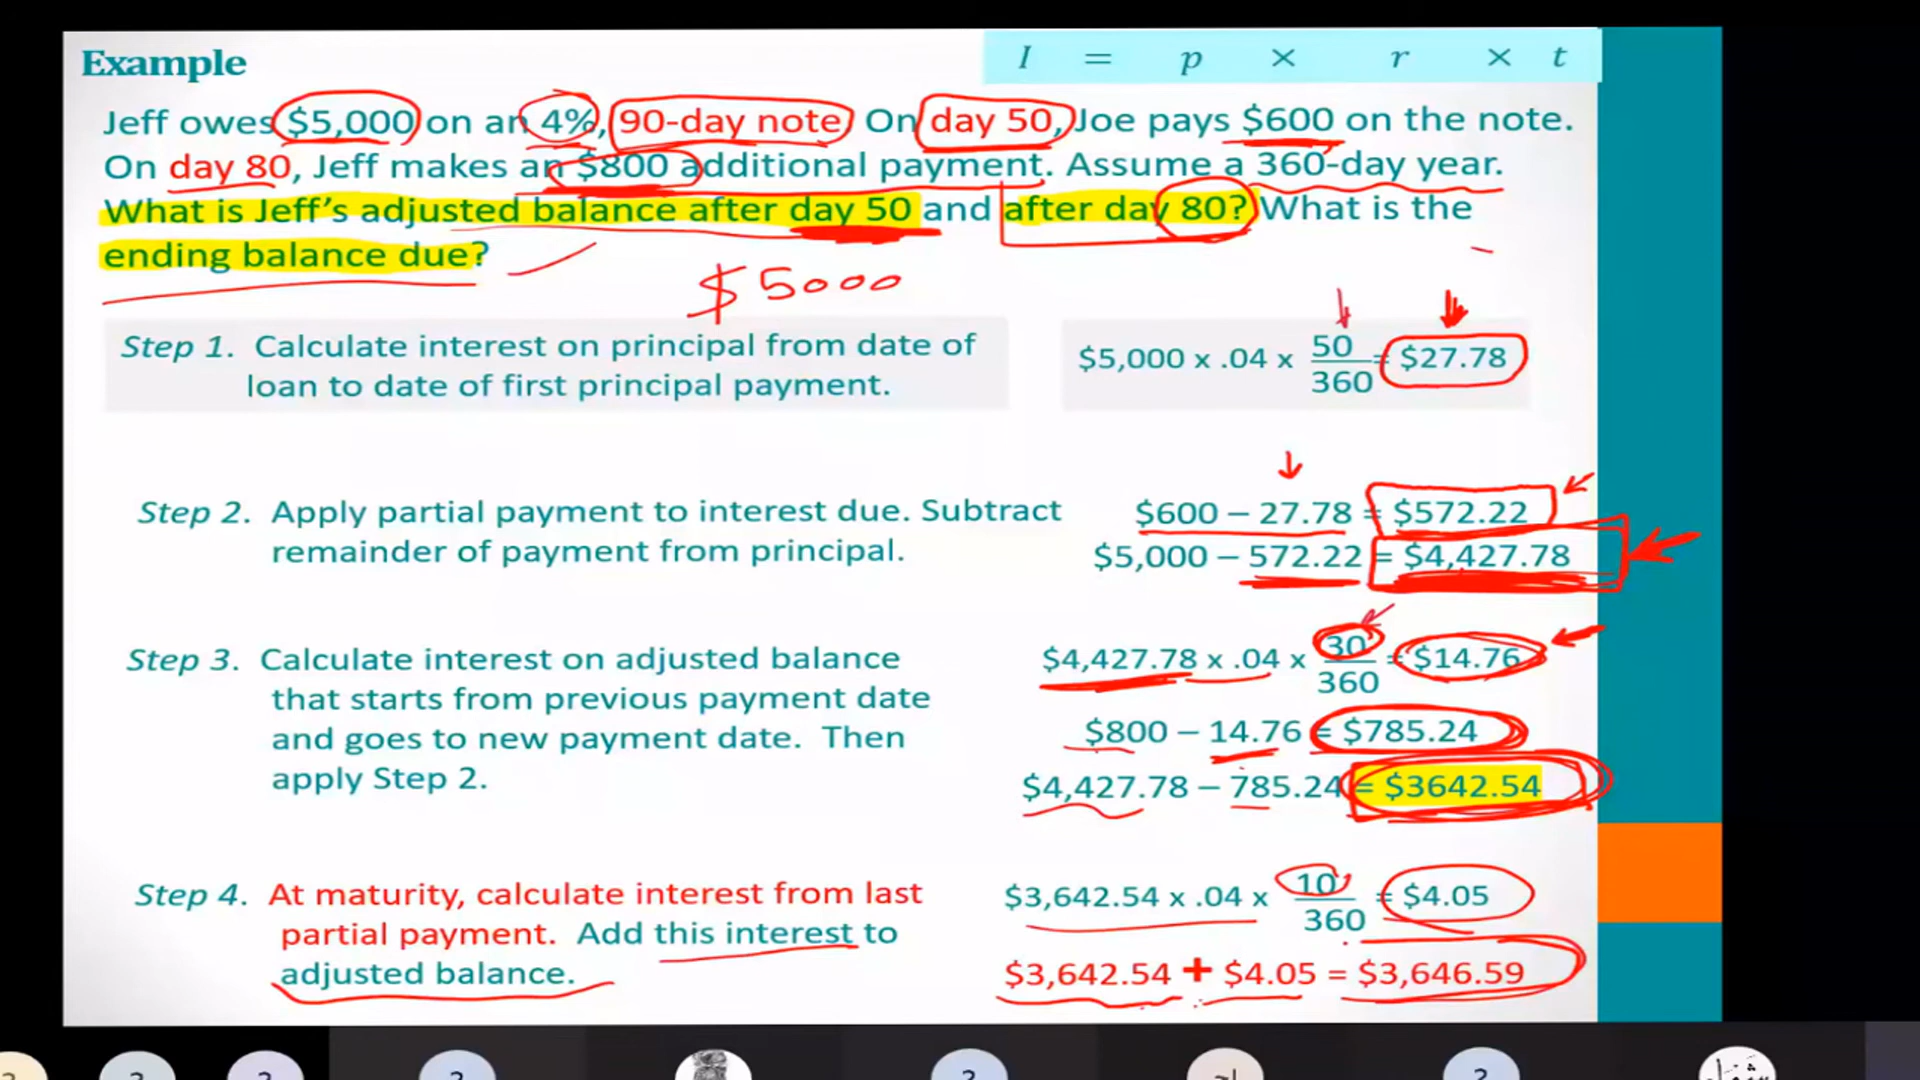 Example
I = p × r × t
Jeff owes $5,000 on an 4%, 90-day note. On day 50, Joe pays $600 on the note.
On day 80, Jeff makes an $800 additional payment. Assume a 360-day year.
What is Jeff's adjusted balance after day 50 and after day 80? What is the
ending balance due?
$5000
Step 1. Calculate interest on principal from date of
loan to date of first principal payment.
$5,000 x .04 x 50/360 = $27.78
Step 2. Apply partial payment to interest due. Subtract
remainder of payment from principal.
$600 – 27.78 = $572.22
$5,000 – 572.22 = $4,427.78
Step 3. Calculate interest on adjusted balance
that starts from previous payment date
and goes to new payment date. Then
apply Step 2.
$4,427.78 x .04 x 30/360 = $14.76
$800 – 14.76 = $785.24
$4,427.78 – 785.24 = $3642.54
Step 4. At maturity, calculate interest from last
partial payment. Add this interest to
adjusted balance.
$3,642.54 x .04 x 10/360 = $4.05
$3,642.54 + $4.05 = $3,646.59